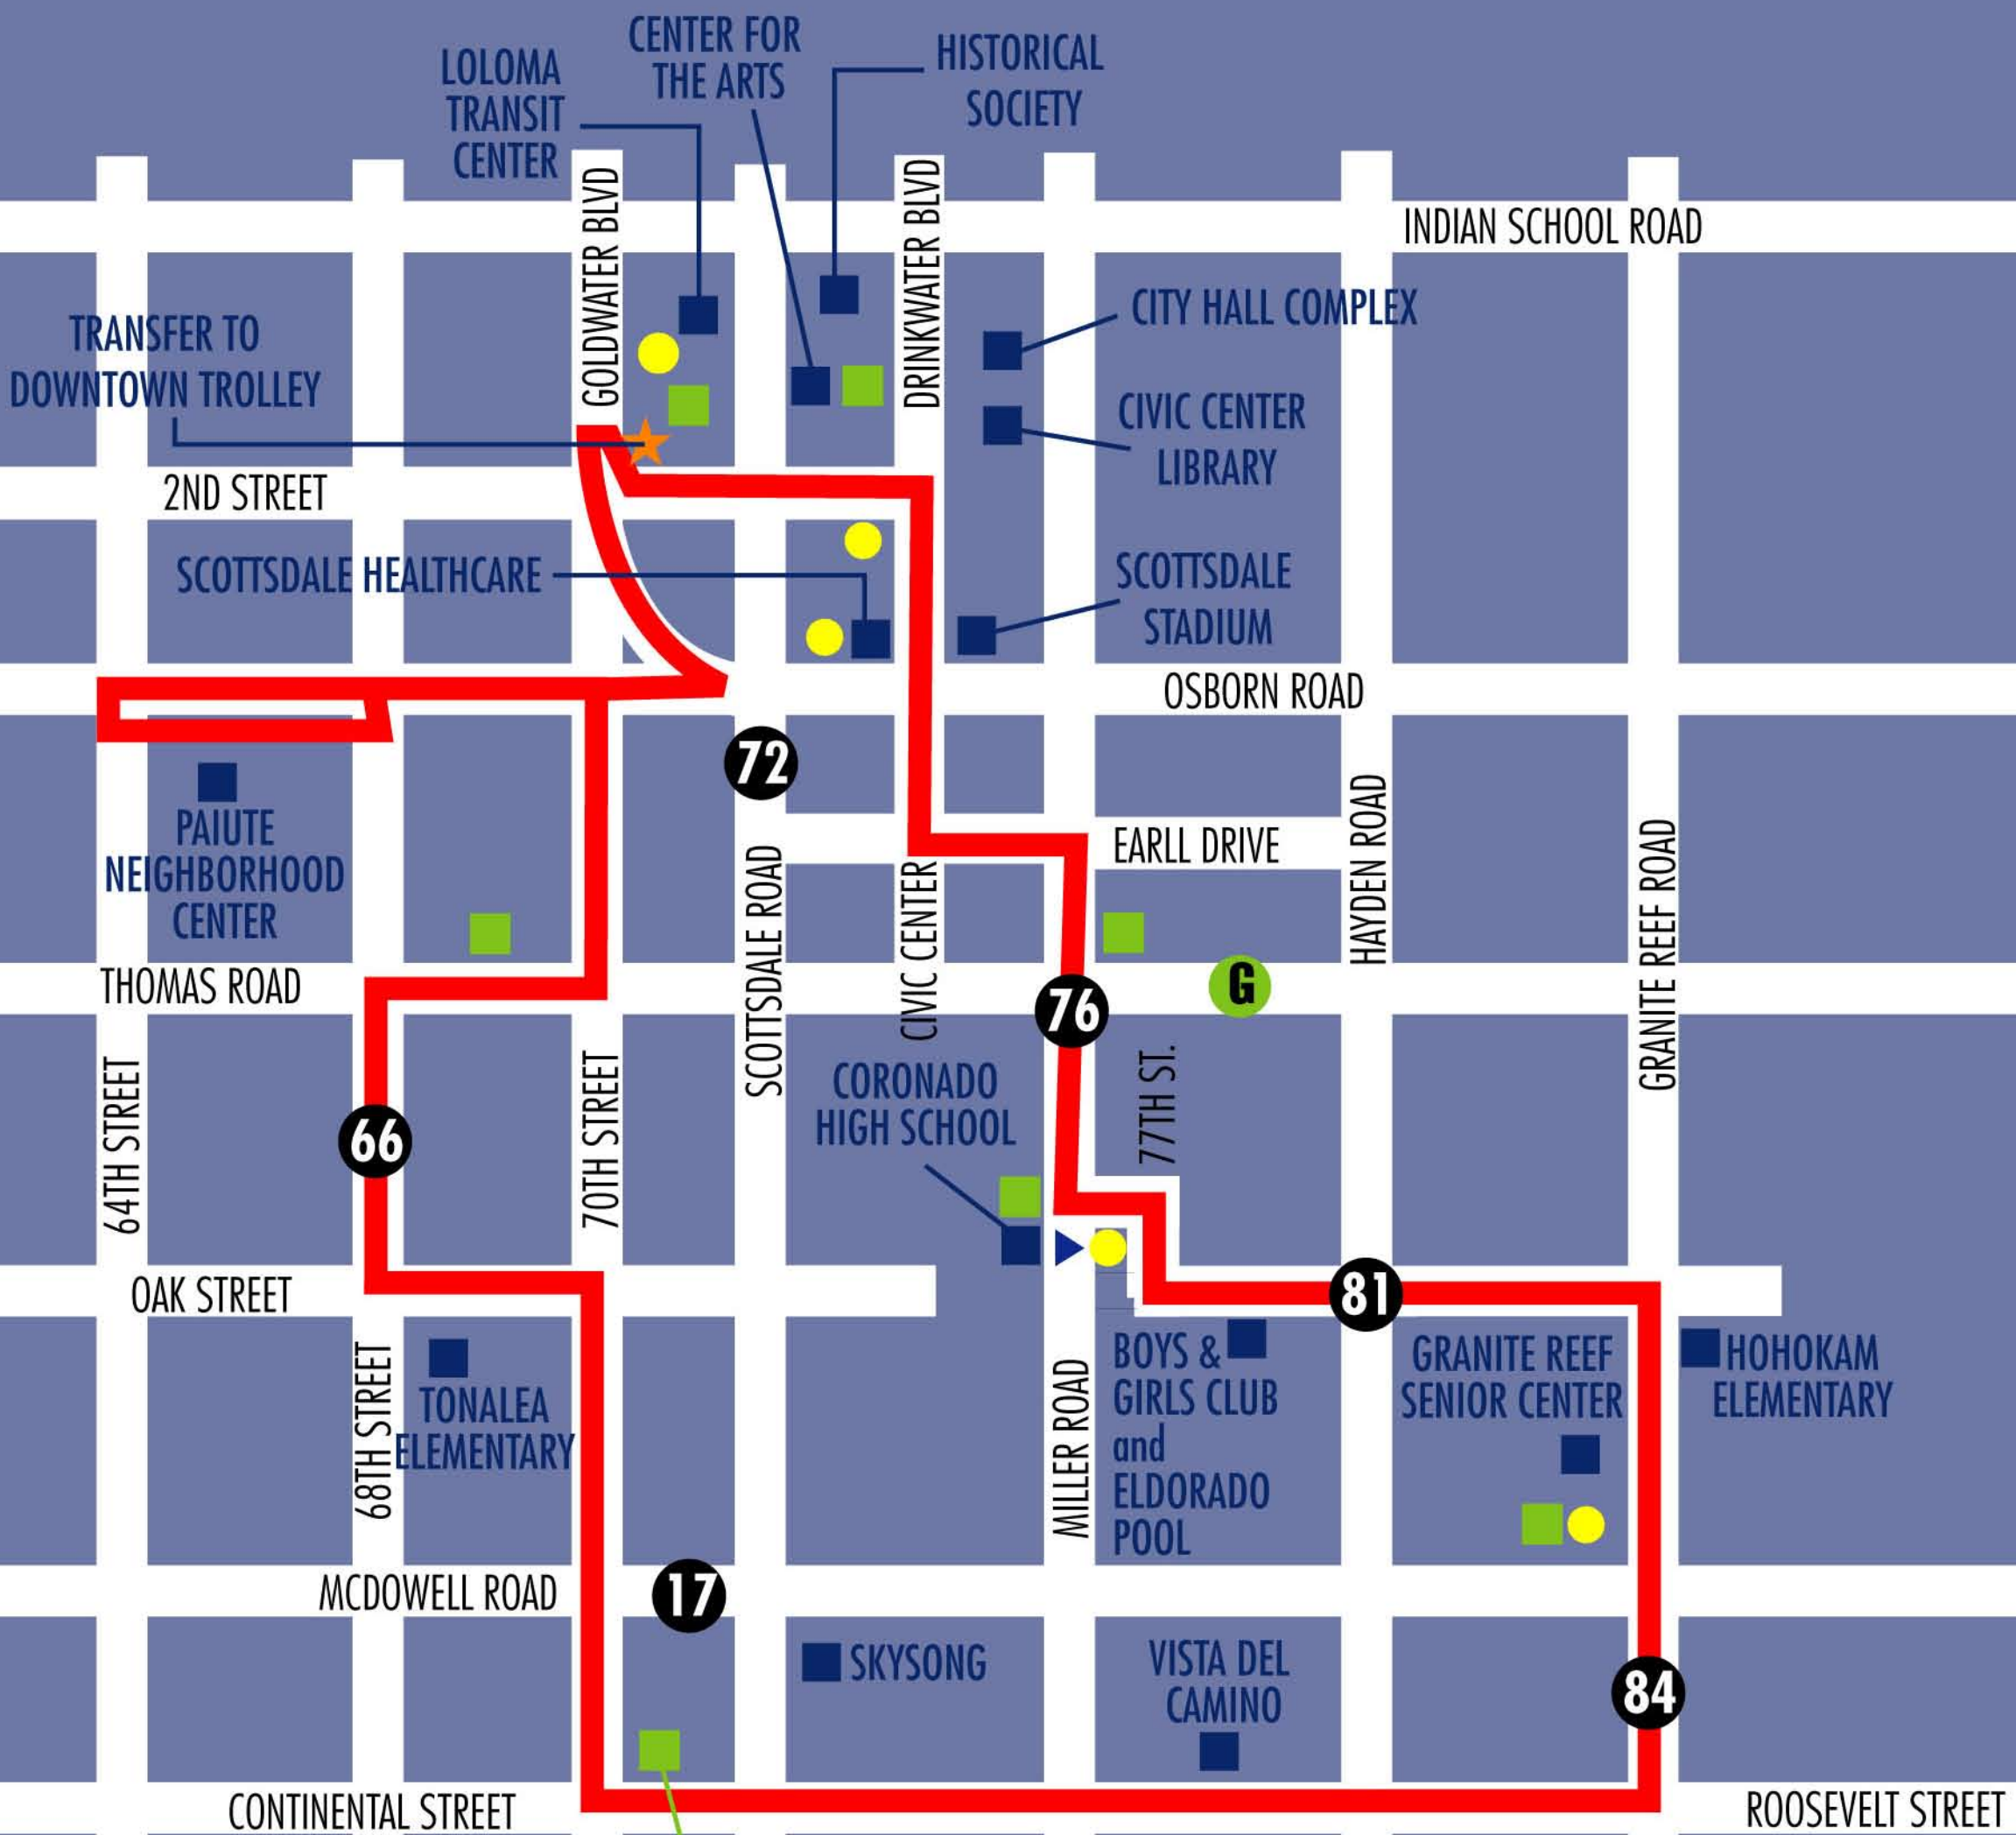 LOLOMA
TRANSIT
CENTER
CENTER FOR
THE ARTS
HISTORICAL
SOCIETY
GOLDWATER BLVD
DRINKWATER BLVD
INDIAN SCHOOL ROAD
TRANSFER TO
DOWNTOWN TROLLEY
CITY HALL COMPLEX
CIVIC CENTER
LIBRARY
2ND STREET
SCOTTSDALE HEALTHCARE
SCOTTSDALE
STADIUM
OSBORN ROAD
72
PAIUTE
NEIGHBORHOOD
CENTER
SCOTTSDALE ROAD
CIVIC CENTER
EARLL DRIVE
HAYDEN ROAD
GRANITE REEF ROAD
THOMAS ROAD
76
G
64TH STREET
66
70TH STREET
CORONADO
HIGH SCHOOL
77TH ST.
OAK STREET
81
68TH STREET
TONALEA
ELEMENTARY
MILLER ROAD
BOYS &
GIRLS CLUB
and
ELDORADO
POOL
GRANITE REEF
SENIOR CENTER
HOHOKAM
ELEMENTARY
MCDOWELL ROAD
17
SKYSONG
VISTA DEL
CAMINO
84
CONTINENTAL STREET
ROOSEVELT STREET